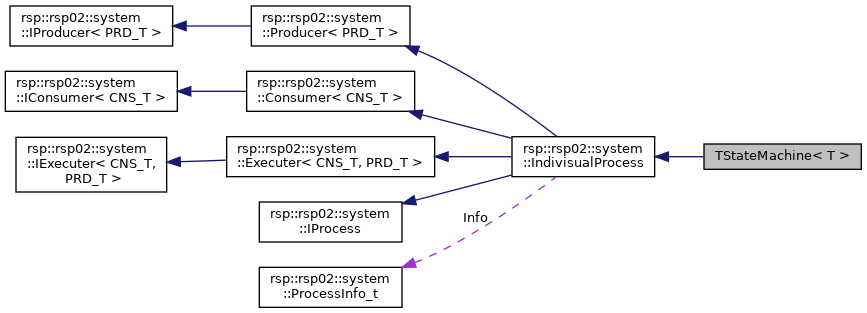 rsp::rsp02::system
::IProducer< PRD_T >
rsp::rsp02::system
::Producer< PRD_T >
rsp::rsp02::system
::IConsumer< CNS_T >
rsp::rsp02::system
::Consumer< CNS_T >
rsp::rsp02::system
::IExecuter< CNS_T,
PRD_T >
rsp::rsp02::system
::Executer< CNS_T, PRD_T >
rsp::rsp02::system
::IndivisualProcess
TStateMachine< T >
rsp::rsp02::system
::IProcess
Info
rsp::rsp02::system
::ProcessInfo_t